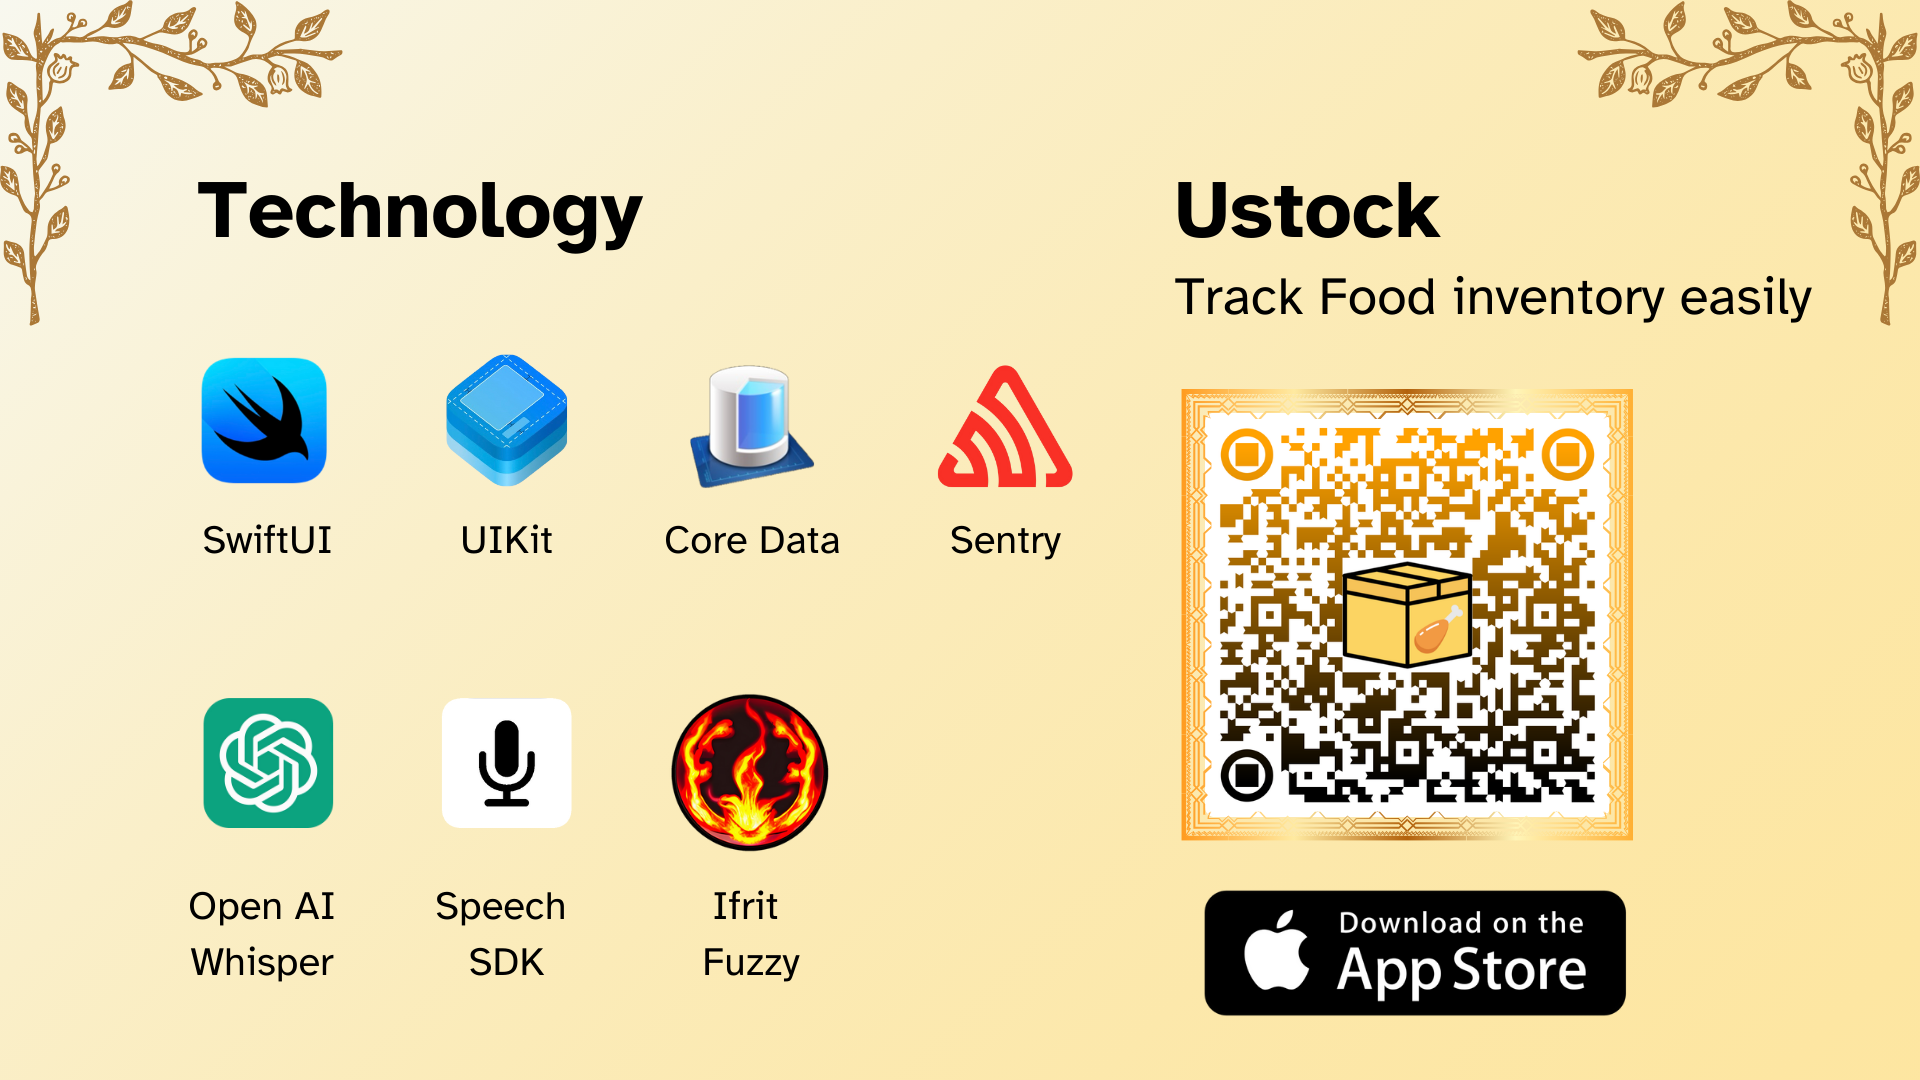 Technology
SwiftUI
UIKit
Core Data
Sentry
Open AI
Whisper
Speech
SDK
Ifrit
Fuzzy
Ustock
Track Food inventory easily
Download on the
App Store